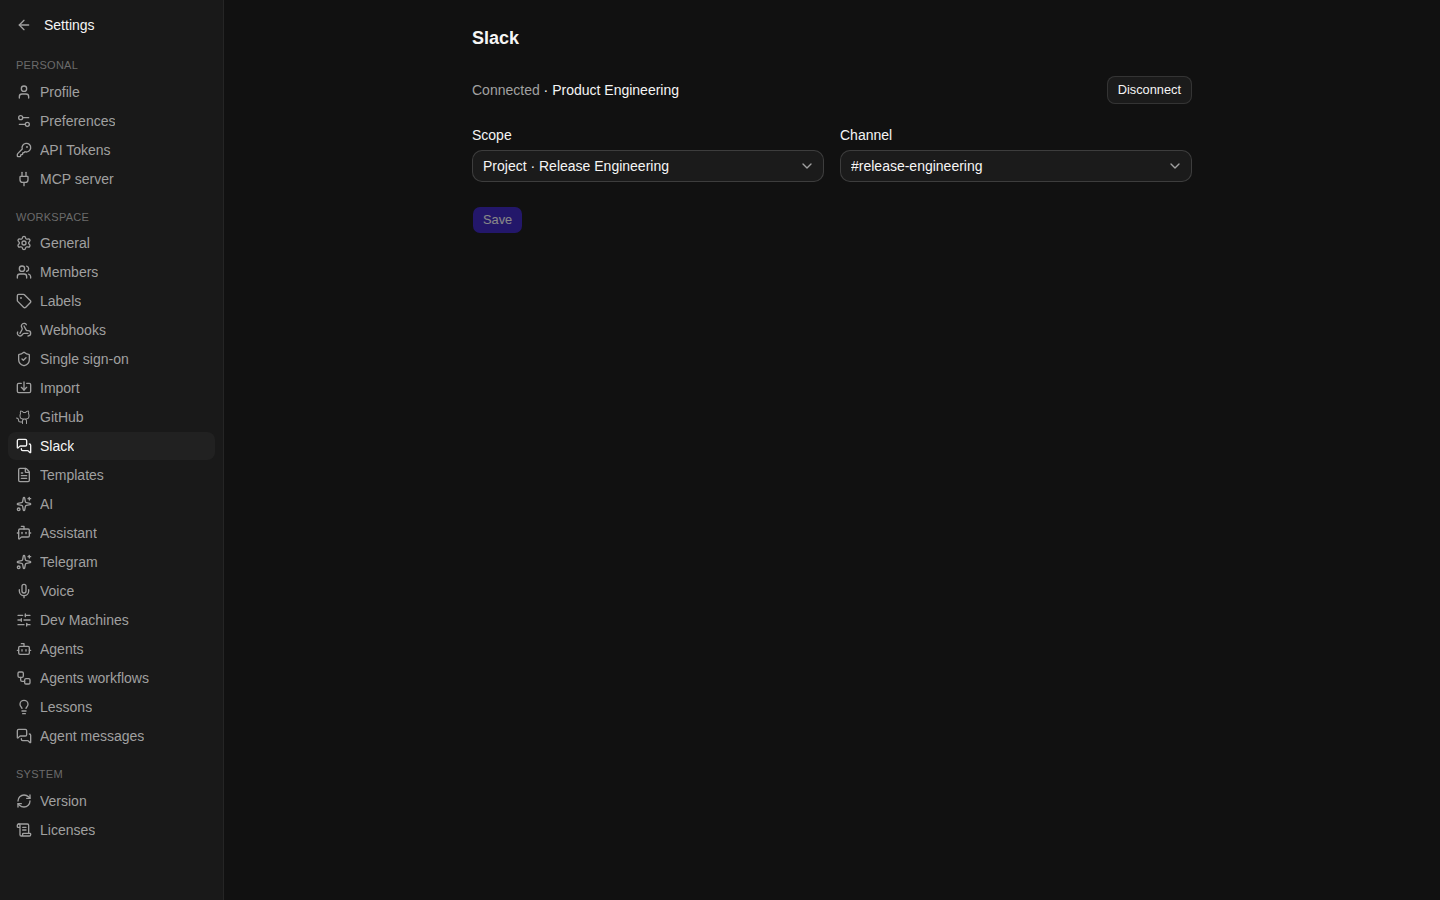 Settings
PERSONAL
Profile
Preferences
API Tokens
MCP server
WORKSPACE
General
Members
Labels
Webhooks
Single sign-on
Import
GitHub
Slack
Templates
AI
Assistant
Telegram
Voice
Dev Machines
Agents
Agents workflows
Lessons
Agent messages
SYSTEM
Version
Licenses
Slack
Connected · Product Engineering
Disconnect
Scope
Channel
Project · Release Engineering
#release-engineering
Save